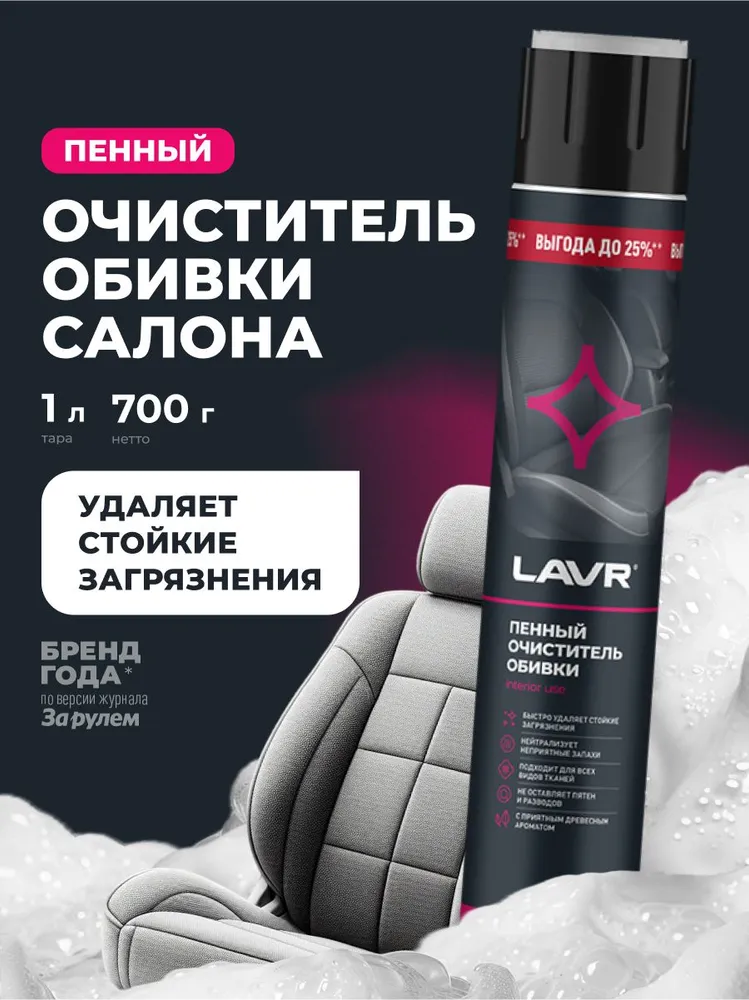 ПЕННЫЙ
ОЧИСТИТЕЛЬ
ОБИВКИ
САЛОНА
1 л 700 г
тара нетто
УДАЛЯЕТ
СТОЙКИЕ
ЗАГРЯЗНЕНИЯ
БРЕНД
ГОДА*
по версии журнала
За рулем
5%** ВЫГОДА ДО 25%** ВЫГ
LAVR®
ПЕННЫЙ
ОЧИСТИТЕЛЬ
ОБИВКИ
interior use
БЫСТРО УДАЛЯЕТ СТОЙКИЕ
ЗАГРЯЗНЕНИЯ
НЕЙТРАЛИЗУЕТ
НЕПРИЯТНЫЕ ЗАПАХИ
ПОДХОДИТ ДЛЯ ВСЕХ
ВИДОВ ТКАНЕЙ
НЕ ОСТАВЛЯЕТ ПЯТЕН
И РАЗВОДОВ
С ПРИЯТНЫМ ДРЕВЕСНЫМ
АРОМАТОМ